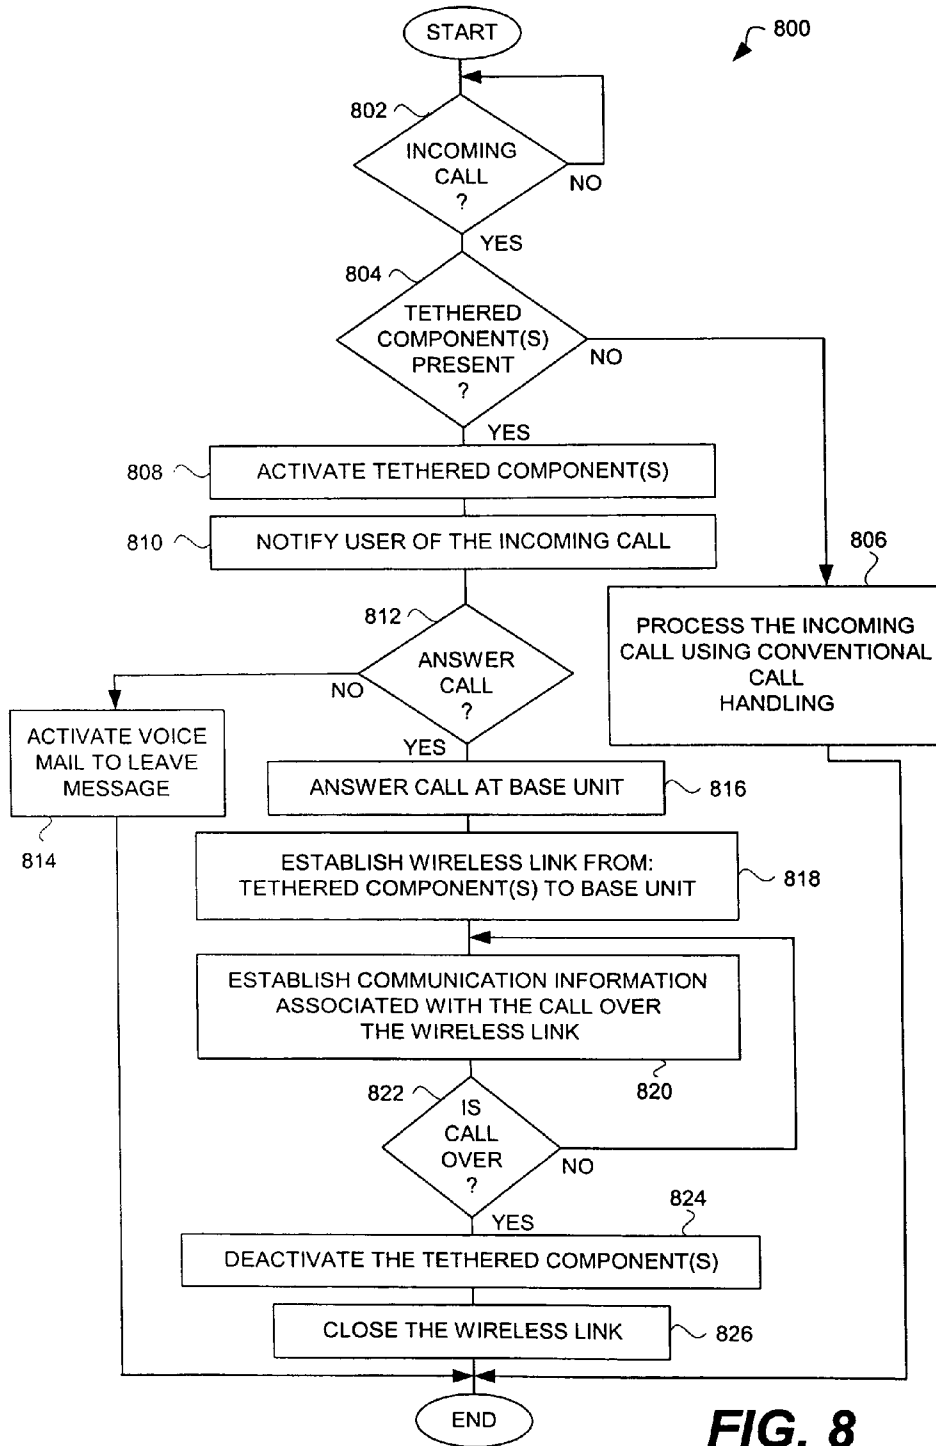 START
800
802
INCOMING
CALL
?
NO
YES
804
TETHERED
COMPONENT(S)
PRESENT
?
NO
YES
808
ACTIVATE TETHERED COMPONENT(S)
810
NOTIFY USER OF THE INCOMING CALL
806
PROCESS THE INCOMING
CALL USING CONVENTIONAL
CALL
HANDLING
812
ANSWER
CALL
?
NO
YES
ACTIVATE VOICE
MAIL TO LEAVE
MESSAGE
814
ANSWER CALL AT BASE UNIT
816
ESTABLISH WIRELESS LINK FROM:
TETHERED COMPONENT(S) TO BASE UNIT
818
ESTABLISH COMMUNICATION INFORMATION
ASSOCIATED WITH THE CALL OVER
THE WIRELESS LINK
820
822
IS
CALL
OVER
?
NO
YES
824
DEACTIVATE THE TETHERED COMPONENT(S)
CLOSE THE WIRELESS LINK
826
END
FIG. 8